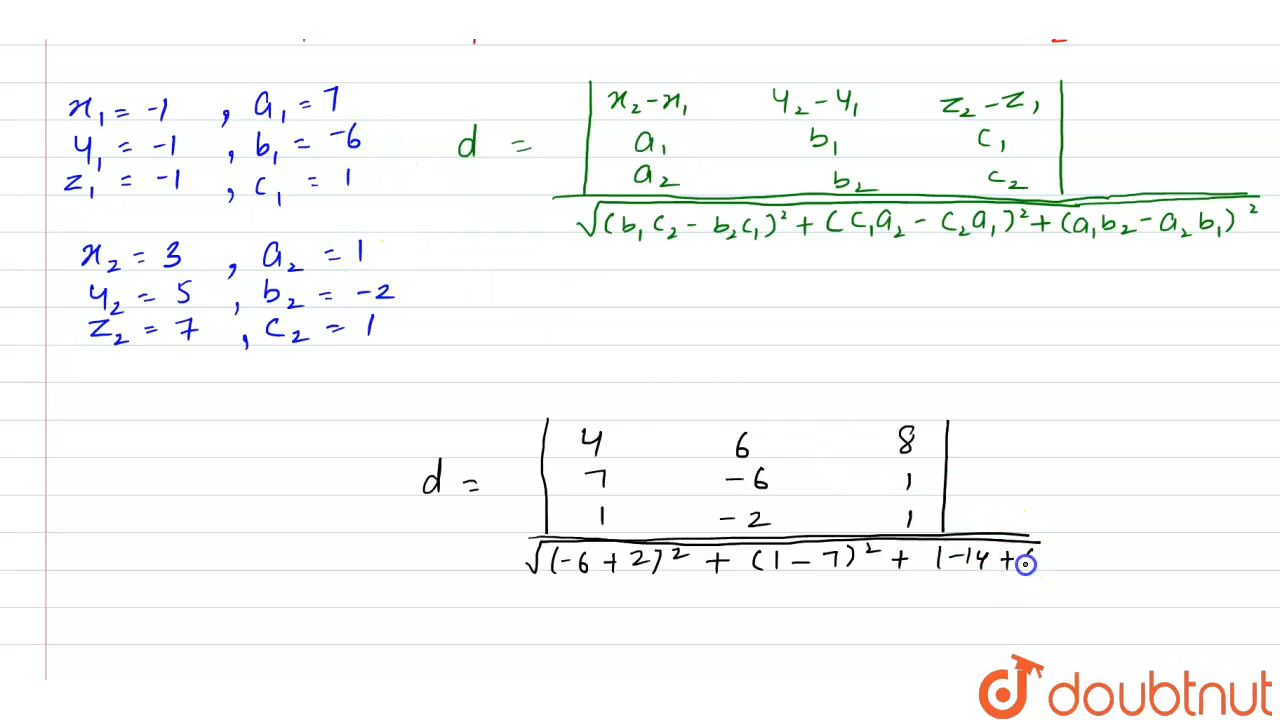 x₁ = -1 , a₁ = 7
y₁ = -1 , b₁ = -6
z₁ = -1 , c₁ = 1
x₂ = 3 , a₂ = 1
y₂ = 5 , b₂ = -2
z₂ = 7 , c₂ = 1
x₂-x₁ y₂-y₁ z₂-z₁
d = a₁ b₁ c₁
a₂ b₂ c₂
√(b₁c₂ - b₂c₁)² + (c₁a₂ - c₂a₁)² + (a₁b₂ - a₂b₁)²
4 6 8
d = 7 -6 1
1 -2 1
√(-6+2)² + (1-7)² + (-14+
doubtnut